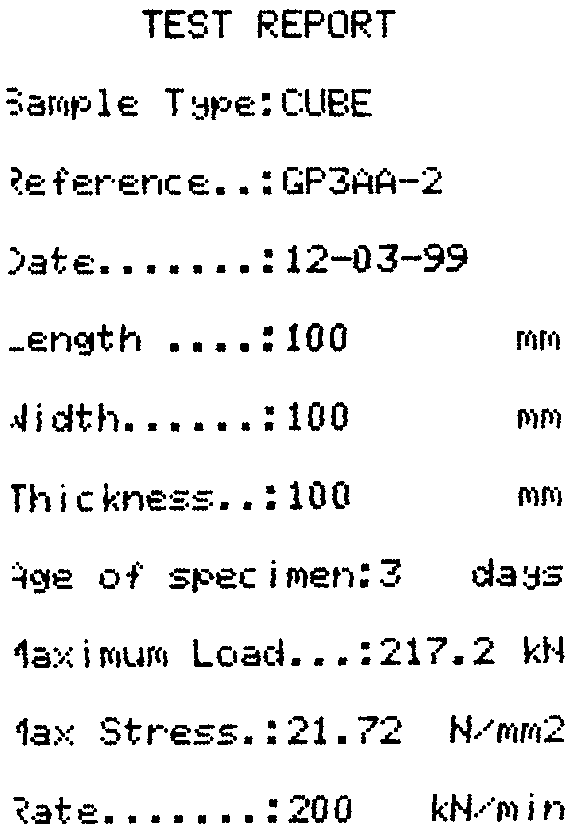 TEST REPORT
Sample Type:CUBE
Reference..:GP3AA-2
Date.......:12-03-99
Length ....:100 mm
Width......:100 mm
Thickness..:100 mm
Age of specimen:3 days
Maximum Load...:217.2 kN
Max Stress.:21.72 N/mm2
Rate.......:200 kN/min